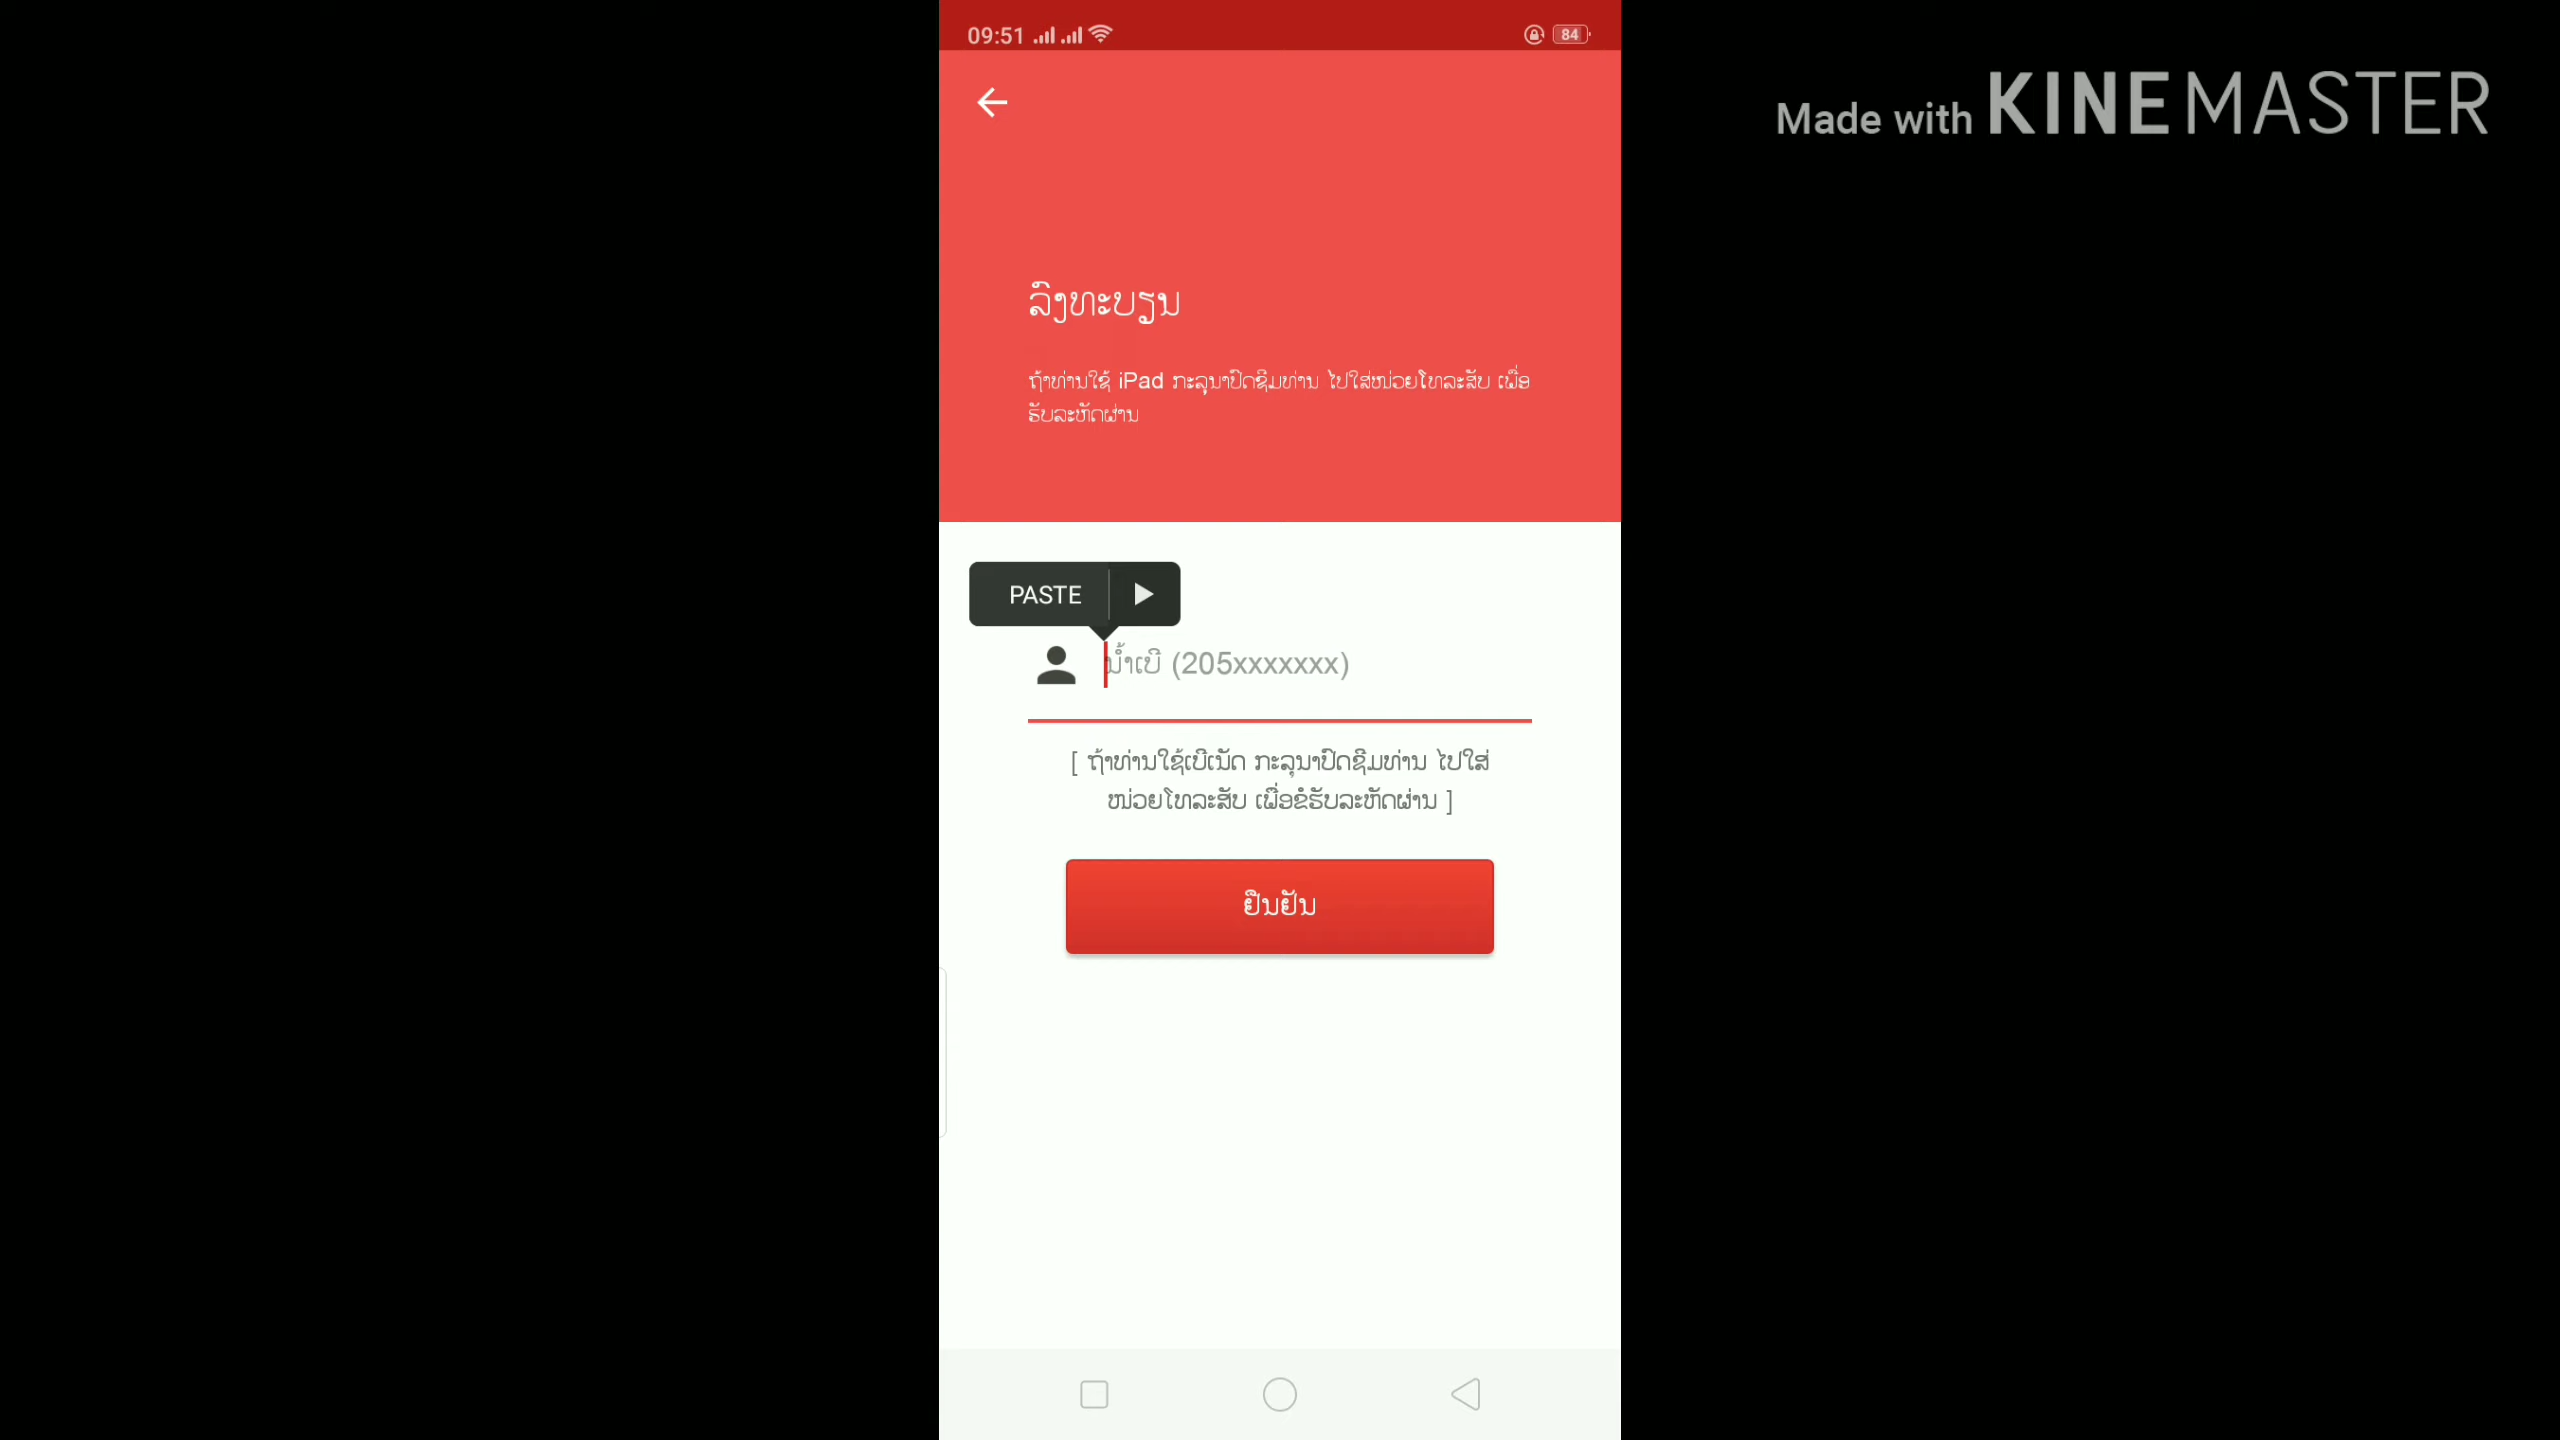 09:51
84
Made with KINEMASTER
ລົງທະບຽນ
ຖ້າທ່ານໃຊ້ iPad ກະລຸນາປົດຊີມທ່ານ ໄປໃສ່ໜ່ວຍໂທລະສັບ ເພື່ອ
ຮັບລະຫັດຜ່ານ
PASTE
ນ້ຳເບີ (205xxxxxxx)
[ ຖ້າທ່ານໃຊ້ເບີເນັດ ກະລຸນາປົດຊີມທ່ານ ໄປໃສ່
ໜ່ວຍໂທລະສັບ ເພື່ອຂໍຮັບລະຫັດຜ່ານ ]
ຢືນຢັນ